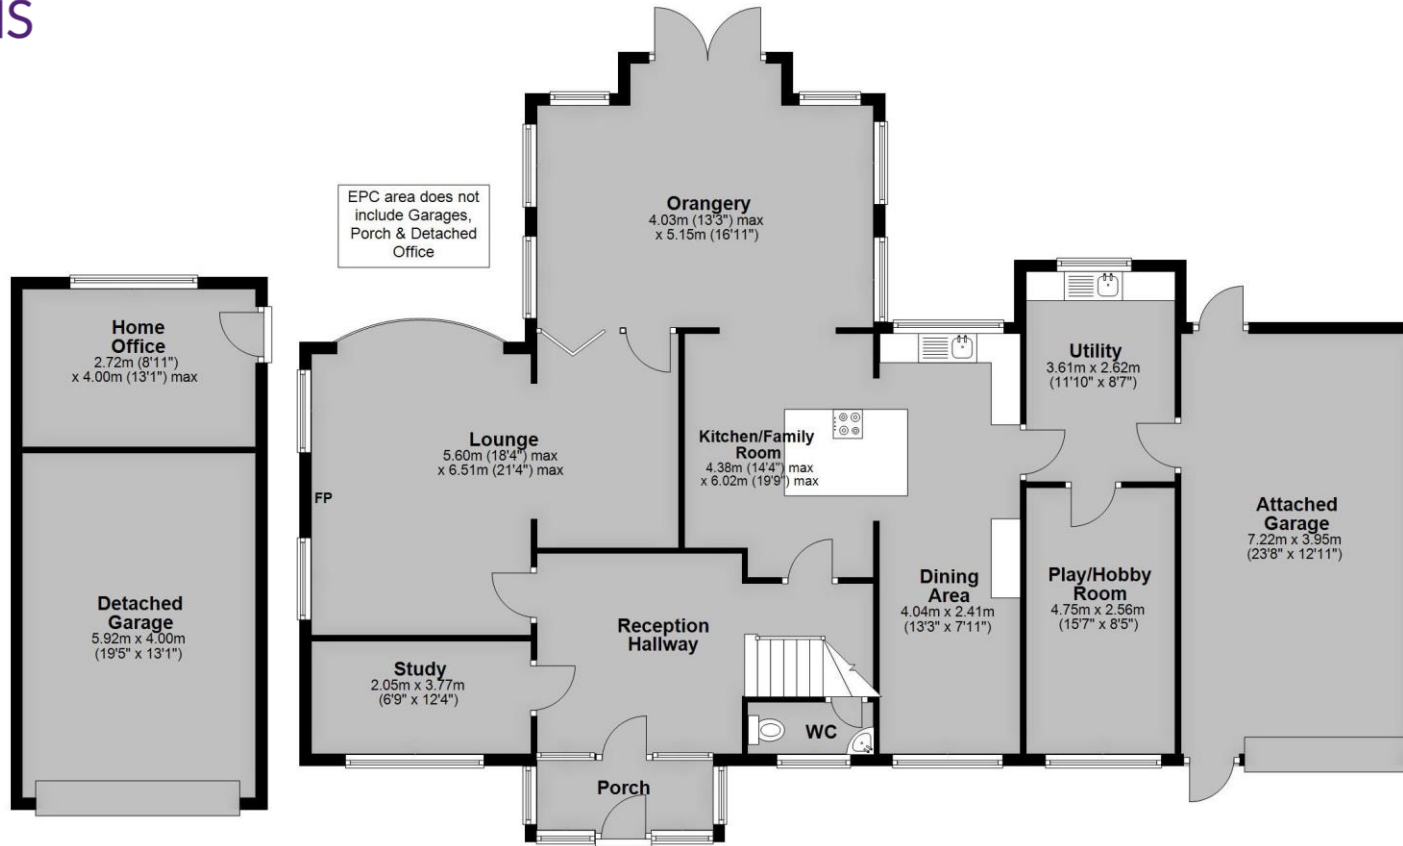 EPC area does not
include Garages,
Porch & Detached
Office
Orangery
4.03m (13'3") max
x 5.15m (16'11")
Home
Office
2.72m (8'11")
x 4.00m (13'1") max
Utility
3.61m x 2.62m
(11'10" x 8'7")
Lounge
5.60m (18'4") max
x 6.51m (21'4") max
Kitchen/Family
Room
4.38m (14'4") max
x 6.02m (19'9") max
FP
Attached
Garage
7.22m x 3.95m
(23'8" x 12'11")
Detached
Garage
5.92m x 4.00m
(19'5" x 13'1")
Dining
Area
4.04m x 2.41m
(13'3" x 7'11")
Play/Hobby
Room
4.75m x 2.56m
(15'7" x 8'5")
Reception
Hallway
Study
2.05m x 3.77m
(6'9" x 12'4")
WC
Porch